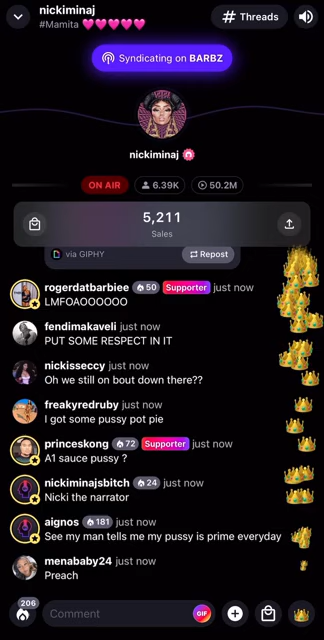 nickiminaj
#Mamita 💗💗💗💗💗
# Threads
Syndicating on BARBZ
nickiminaj
ON AIR 6.39K 50.2M
5,211
Sales
via GIPHY Repost
rogerdatbarbiee 50 Supporter just now
LMFOAOOOOOO
fendimakaveli just now
PUT SOME RESPECT IN IT
nickisseccy just now
Oh we still on bout down there??
freakyredruby just now
I got some pussy pot pie
princeskong 72 Supporter just now
A1 sauce pussy ?
nickiminajsbitch 24 just now
Nicki the narrator
aignos 181 just now
See my man tells me my pussy is prime everyday
menababy24 just now
Preach
206
Comment GIF